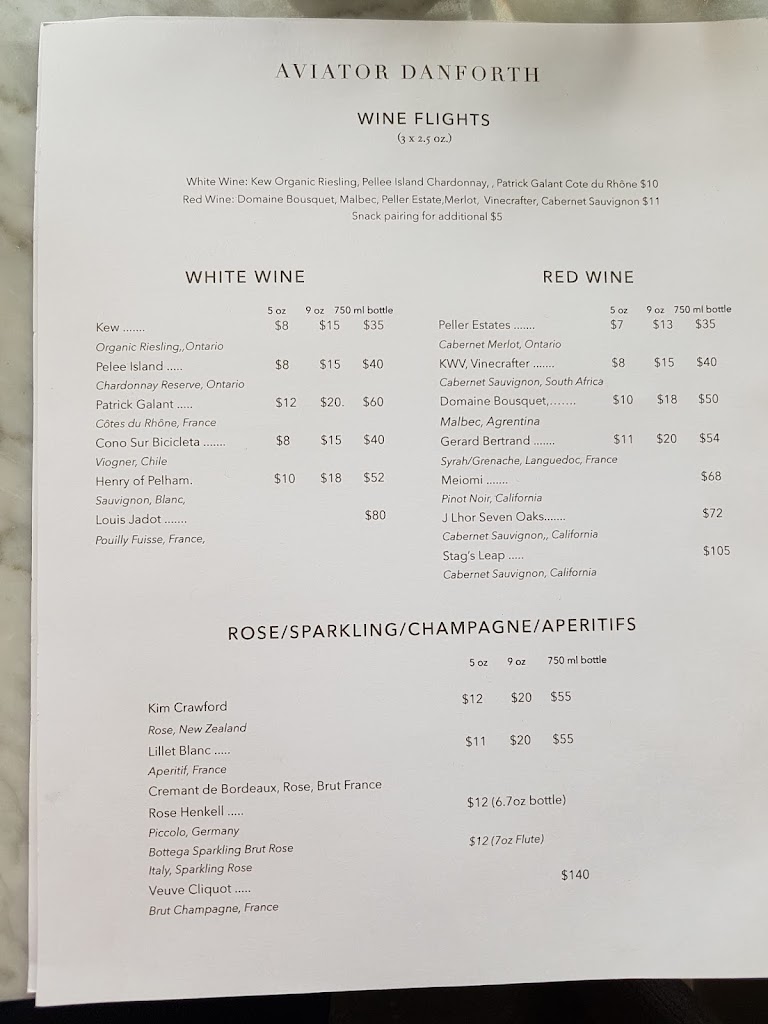 AVIATOR DANFORTH
WINE FLIGHTS
(3 x 2.5 oz.)
White Wine: Kew Organic Riesling, Pellee Island Chardonnay, , Patrick Galant Cote du Rhône $10
Red Wine: Domaine Bousquet, Malbec, Peller Estate,Merlot, Vinecrafter, Cabernet Sauvignon $11
Snack pairing for additional $5
WHITE WINE
5 oz 9 oz 750 ml bottle
Kew ....... $8 $15 $35
Organic Riesling,,Ontario
Pelee Island ..... $8 $15 $40
Chardonnay Reserve, Ontario
Patrick Galant ..... $12 $20. $60
Côtes du Rhône, France
Cono Sur Bicicleta ....... $8 $15 $40
Viogner, Chile
Henry of Pelham. $10 $18 $52
Sauvignon, Blanc,
Louis Jadot ....... $80
Pouilly Fuisse, France,
RED WINE
5 oz 9 oz 750 ml bottle
Peller Estates ....... $7 $13 $35
Cabernet Merlot, Ontario
KWV, Vinecrafter ....... $8 $15 $40
Cabernet Sauvignon, South Africa
Domaine Bousquet,....... $10 $18 $50
Malbec, Agrentina
Gerard Bertrand ....... $11 $20 $54
Syrah/Grenache, Languedoc, France
Meiomi ....... $68
Pinot Noir, California
J Lhor Seven Oaks....... $72
Cabernet Sauvignon,, California
Stag's Leap ..... $105
Cabernet Sauvignon, California
ROSE/SPARKLING/CHAMPAGNE/APERITIFS
5 oz 9 oz 750 ml bottle
Kim Crawford $12 $20 $55
Rose, New Zealand
Lillet Blanc ..... $11 $20 $55
Aperitif, France
Cremant de Bordeaux, Rose, Brut France
Rose Henkell ..... $12 (6.7oz bottle)
Piccolo, Germany
Bottega Sparkling Brut Rose $12 (7oz Flute)
Italy, Sparkling Rose
Veuve Cliquot ..... $140
Brut Champagne, France